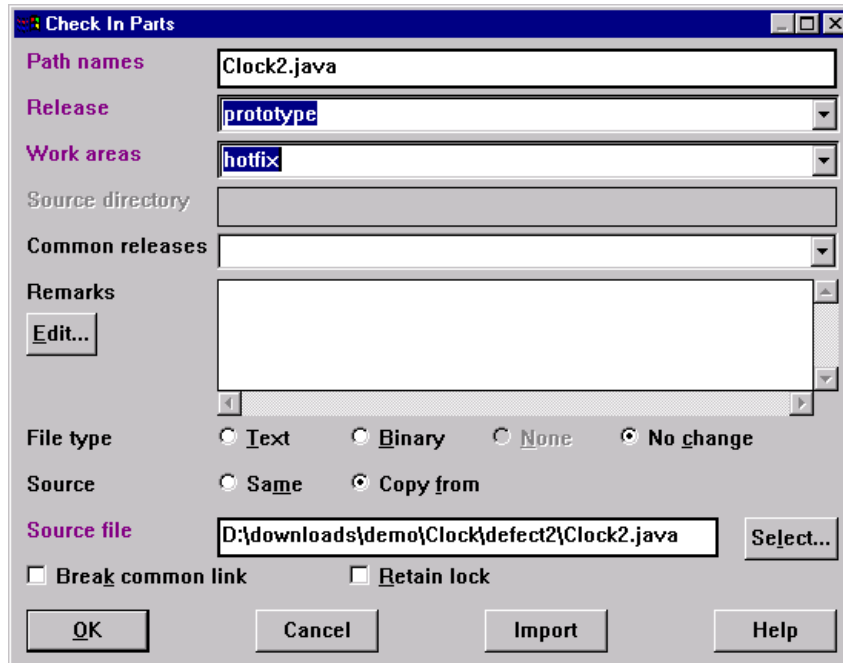 Check In Parts
Path names Clock2.java
Release prototype
Work areas hotfix
Source directory
Common releases
Remarks
Edit...
File type Text Binary None No change
Source Same Copy from
Source file D:\downloads\demo\Clock\defect2\Clock2.java Select...
Break common link Retain lock
OK Cancel Import Help